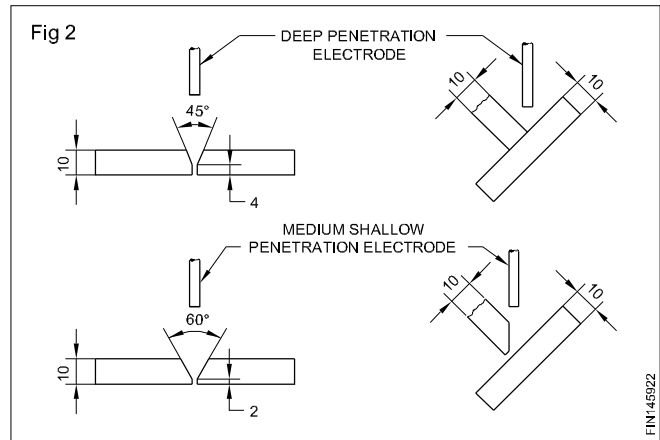 Fig 2
DEEP PENETRATION
ELECTRODE
45°
10
4
10
10
MEDIUM SHALLOW
PENETRATION ELECTRODE
60°
10
2
10
10
FIN145922